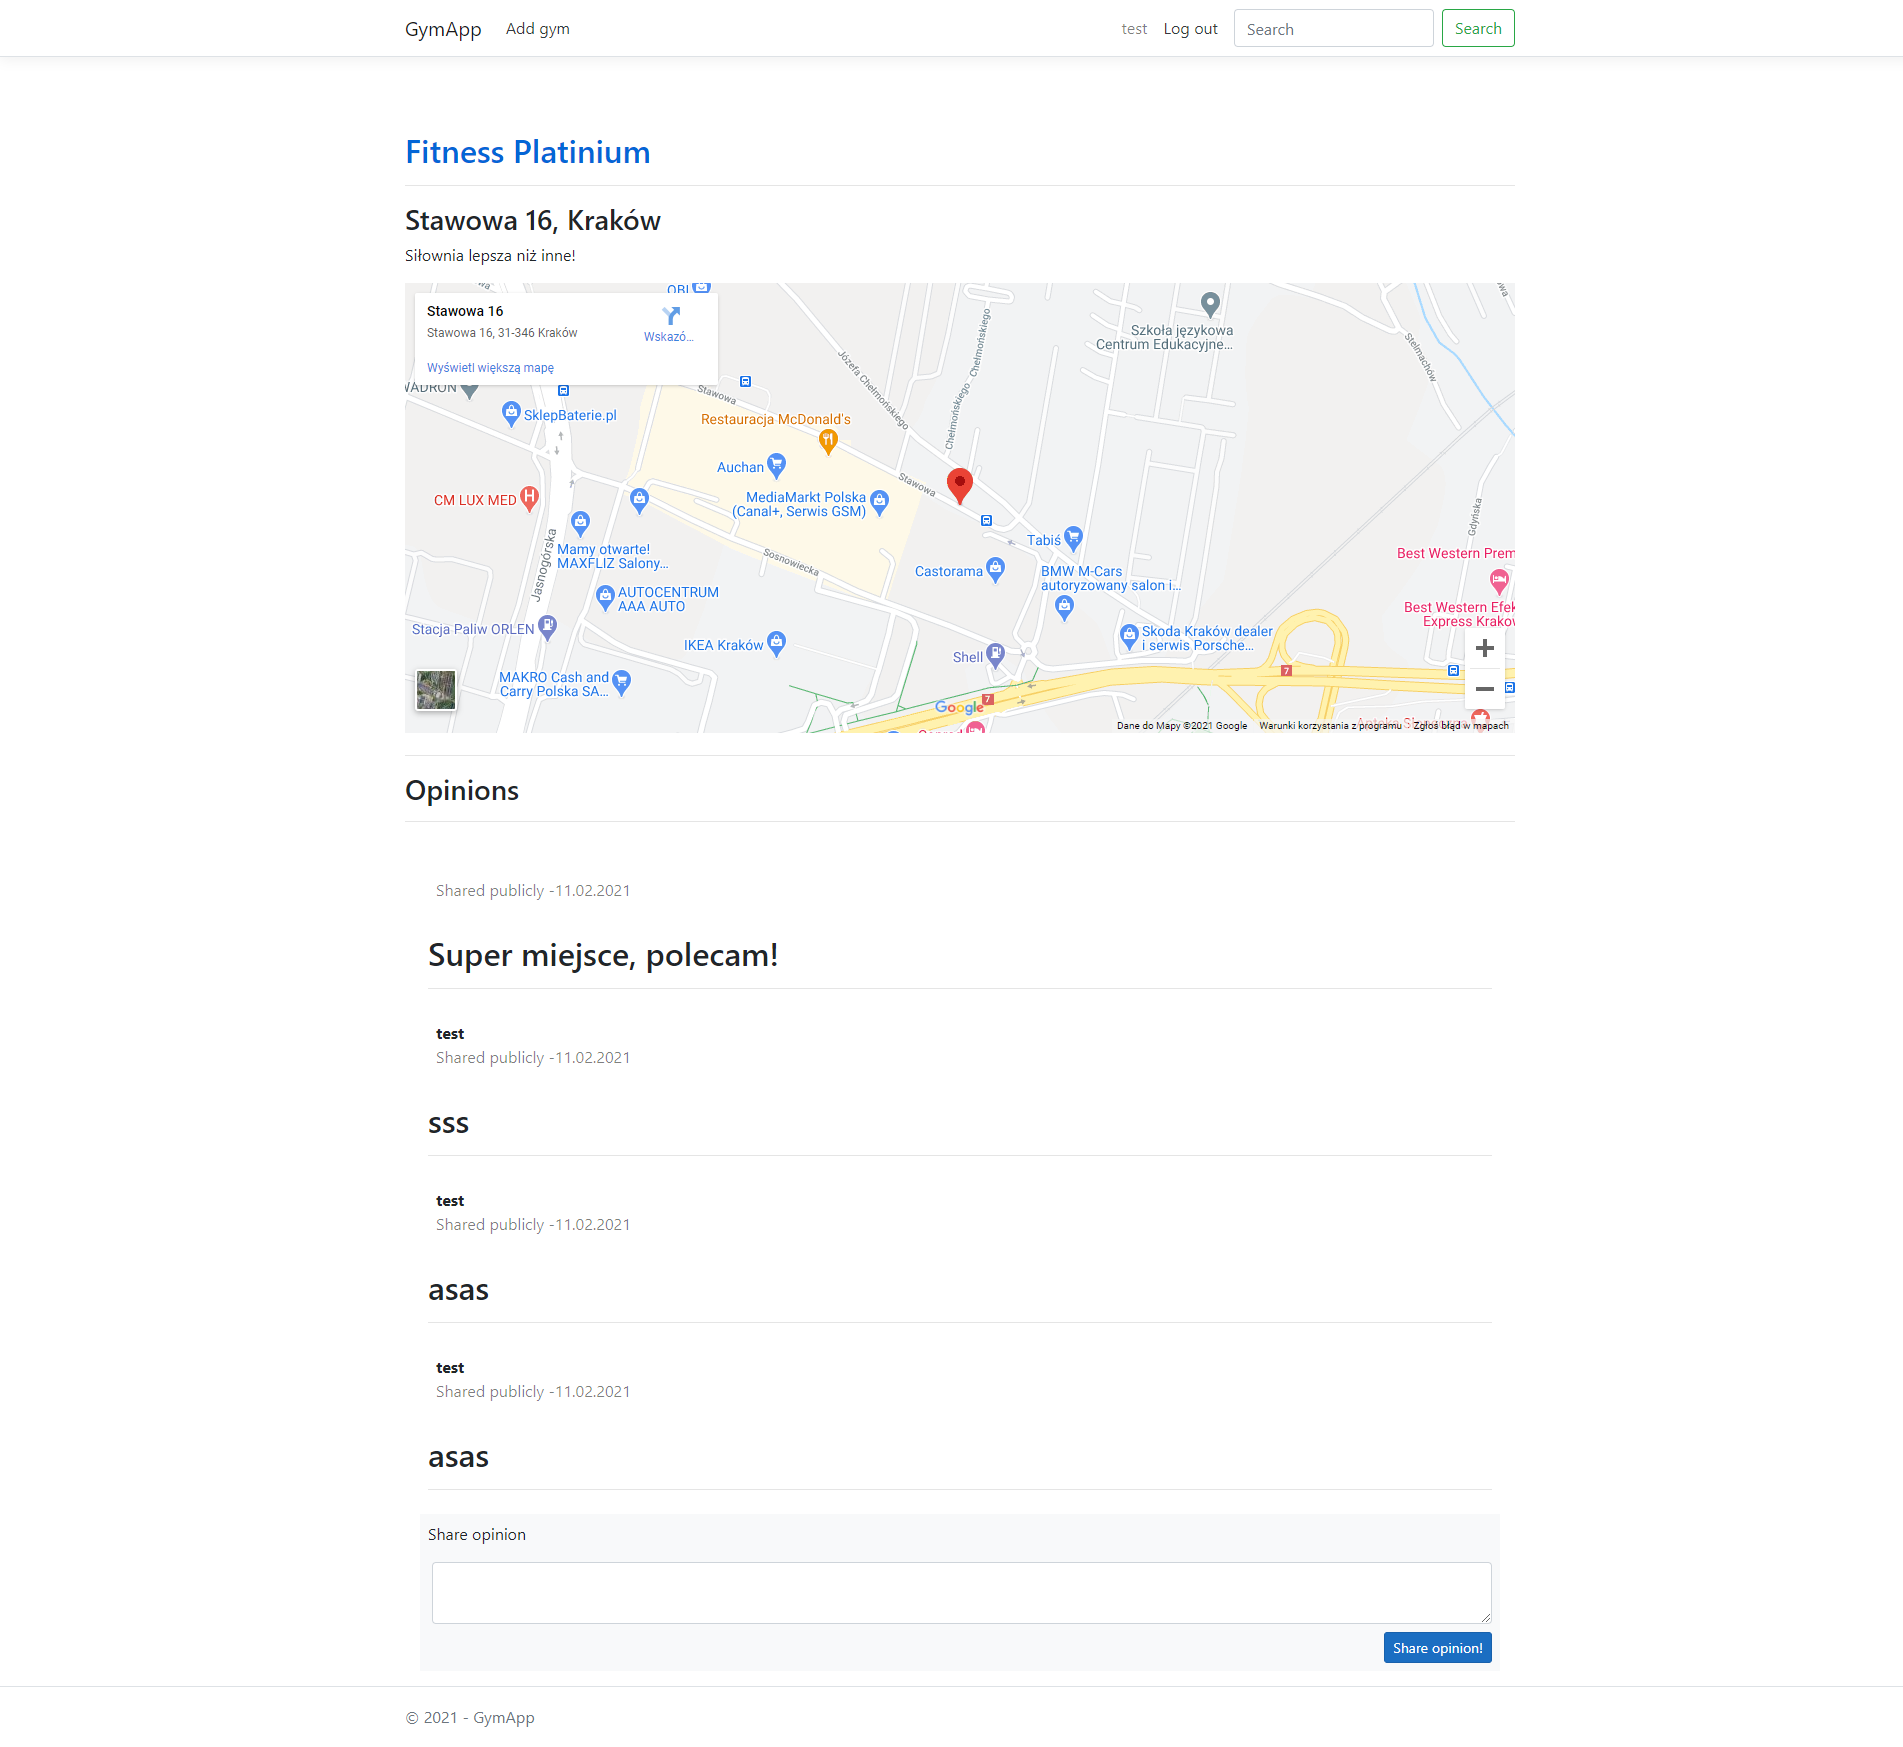 GymApp
Add gym
test
Log out
Search
Search
Fitness Platinium
Stawowa 16, Kraków
Siłownia lepsza niż inne!
Stawowa 16
Stawowa 16, 31-346 Kraków
Wskazó...
Wyświetl większą mapę
OBI
Szkoła językowa
Centrum Edukacyjne...
Stelmachów
Józefa Chełmońskiego
Chełmońskiego - Chełmońskiego
WADRON
Stawowa
SklepBaterie.pl
Restauracja McDonald's
Auchan
MediaMarkt Polska
(Canal+, Serwis GSM)
Stawowa
CM LUX MED
Gdyńska
Mamy otwarte!
MAXFLIZ Salony...
Jasnogórska
Sosnowiecka
Tabiś
Castorama
BMW M-Cars
autoryzowany salon i...
Best Western Prem
AUTOCENTRUM
AAA AUTO
Best Western Efek
Express Krakow
Stacja Paliw ORLEN
IKEA Kraków
Shell
Skoda Kraków dealer
i serwis Porsche...
7
MAKRO Cash and
Carry Polska SA...
7
Google
Dane do Mapy ©2021 Google
Warunki korzystania z programu
Zgłoś błąd w mapach
Opinions
Shared publicly -11.02.2021
Super miejsce, polecam!
test
Shared publicly -11.02.2021
sss
test
Shared publicly -11.02.2021
asas
test
Shared publicly -11.02.2021
asas
Share opinion
Share opinion!
© 2021 - GymApp